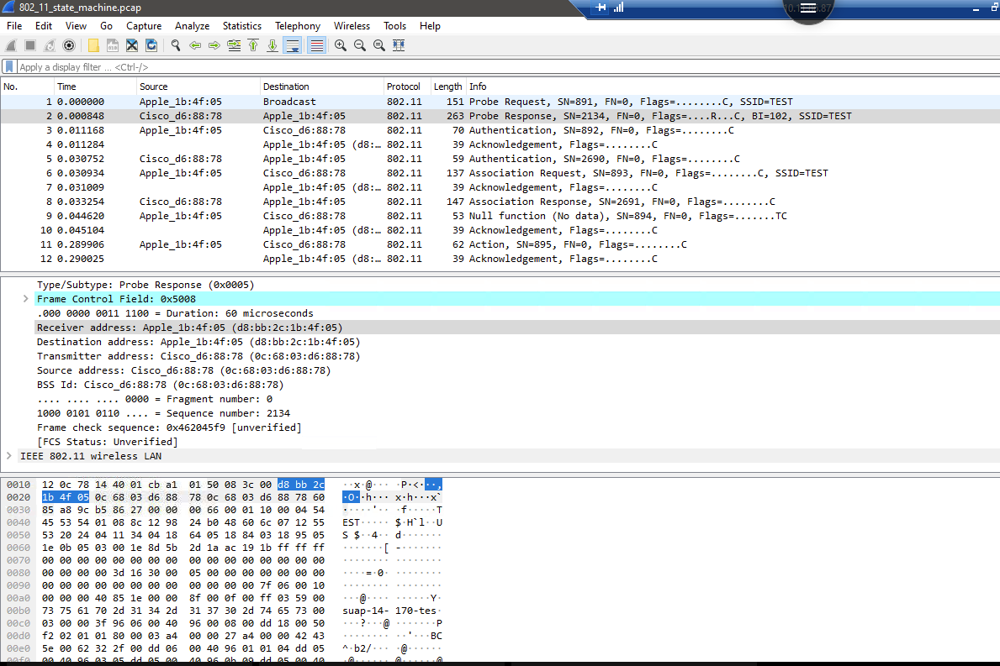 802_11_state_machine.pcap
File Edit View Go Capture Analyze Statistics Telephony Wireless Tools Help
Apply a display filter ... <Ctrl-/>
No. Time Source Destination Protocol Length Info
1 0.000000 Apple_1b:4f:05 Broadcast 802.11 151 Probe Request, SN=891, FN=0, Flags=........C, SSID=TEST
2 0.000848 Cisco_d6:88:78 Apple_1b:4f:05 802.11 263 Probe Response, SN=2134, FN=0, Flags=....R...C, BI=102, SSID=TEST
3 0.011168 Apple_1b:4f:05 Cisco_d6:88:78 802.11 70 Authentication, SN=892, FN=0, Flags=........C
4 0.011284 Apple_1b:4f:05 (d8:… 802.11 39 Acknowledgement, Flags=........C
5 0.030752 Cisco_d6:88:78 Apple_1b:4f:05 802.11 59 Authentication, SN=2690, FN=0, Flags=........C
6 0.030934 Apple_1b:4f:05 Cisco_d6:88:78 802.11 137 Association Request, SN=893, FN=0, Flags=........C, SSID=TEST
7 0.031009 Apple_1b:4f:05 (d8:… 802.11 39 Acknowledgement, Flags=........C
8 0.033254 Cisco_d6:88:78 Apple_1b:4f:05 802.11 147 Association Response, SN=2691, FN=0, Flags=........C
9 0.044620 Apple_1b:4f:05 Cisco_d6:88:78 802.11 53 Null function (No data), SN=894, FN=0, Flags=.......TC
10 0.045104 Apple_1b:4f:05 (d8:… 802.11 39 Acknowledgement, Flags=........C
11 0.289906 Apple_1b:4f:05 Cisco_d6:88:78 802.11 62 Action, SN=895, FN=0, Flags=........C
12 0.290025 Apple_1b:4f:05 (d8:… 802.11 39 Acknowledgement, Flags=........C
Type/Subtype: Probe Response (0x0005)
Frame Control Field: 0x5008
.000 0000 0011 1100 = Duration: 60 microseconds
Receiver address: Apple_1b:4f:05 (d8:bb:2c:1b:4f:05)
Destination address: Apple_1b:4f:05 (d8:bb:2c:1b:4f:05)
Transmitter address: Cisco_d6:88:78 (0c:68:03:d6:88:78)
Source address: Cisco_d6:88:78 (0c:68:03:d6:88:78)
BSS Id: Cisco_d6:88:78 (0c:68:03:d6:88:78)
.... .... .... 0000 = Fragment number: 0
1000 0101 0110 .... = Sequence number: 2134
Frame check sequence: 0x462045f9 [unverified]
[FCS Status: Unverified]
IEEE 802.11 wireless LAN
0010 12 0c 78 14 40 01 cb a1 01 50 08 3c 00 d8 bb 2c ··x·@··· ·P·<···,
0020 1b 4f 05 0c 68 03 d6 88 78 0c 68 03 d6 88 78 60 ·O··h··· x·h···x`
0030 85 a8 9c b5 86 27 00 00 00 66 00 01 10 00 04 54 ·····'·· ·f·····T
0040 45 53 54 01 08 8c 12 98 24 b0 48 60 6c 07 12 55 EST····· $·H`l··U
0050 53 20 24 04 11 34 04 18 64 05 18 84 03 18 95 05 S $··4·· d·······
0060 1e 0b 05 03 00 1e 8d 5b 2d 1a ac 19 1b ff ff ff ·······[ -·······
0070 00 00 00 00 00 00 00 00 00 00 00 00 00 00 00 00 ········ ········
0080 00 00 00 00 3d 16 30 00 05 00 00 00 00 00 00 00 ····=·0· ········
0090 00 00 00 00 00 00 00 00 00 00 00 00 7f 06 00 10 ········ ········
00a0 00 00 00 40 85 1e 00 00 8f 00 0f 00 ff 03 59 00 ···@···· ······Y·
00b0 73 75 61 70 2d 31 34 2d 31 37 30 2d 74 65 73 00 suap-14- 170-tes·
00c0 03 00 00 3f 96 06 00 40 96 00 08 00 dd 18 00 50 ···?···@ ·······P
00d0 f2 02 01 01 80 00 03 a4 00 00 27 a4 00 00 42 43 ········ ··'···BC
00e0 5e 00 62 32 2f 00 dd 06 00 40 96 01 01 04 dd 05 ^·b2/··· ·@······
00f0 00 40 96 03 05 dd 05 00 40 96 0b 09 dd 05 00 40 ·@······ @······@